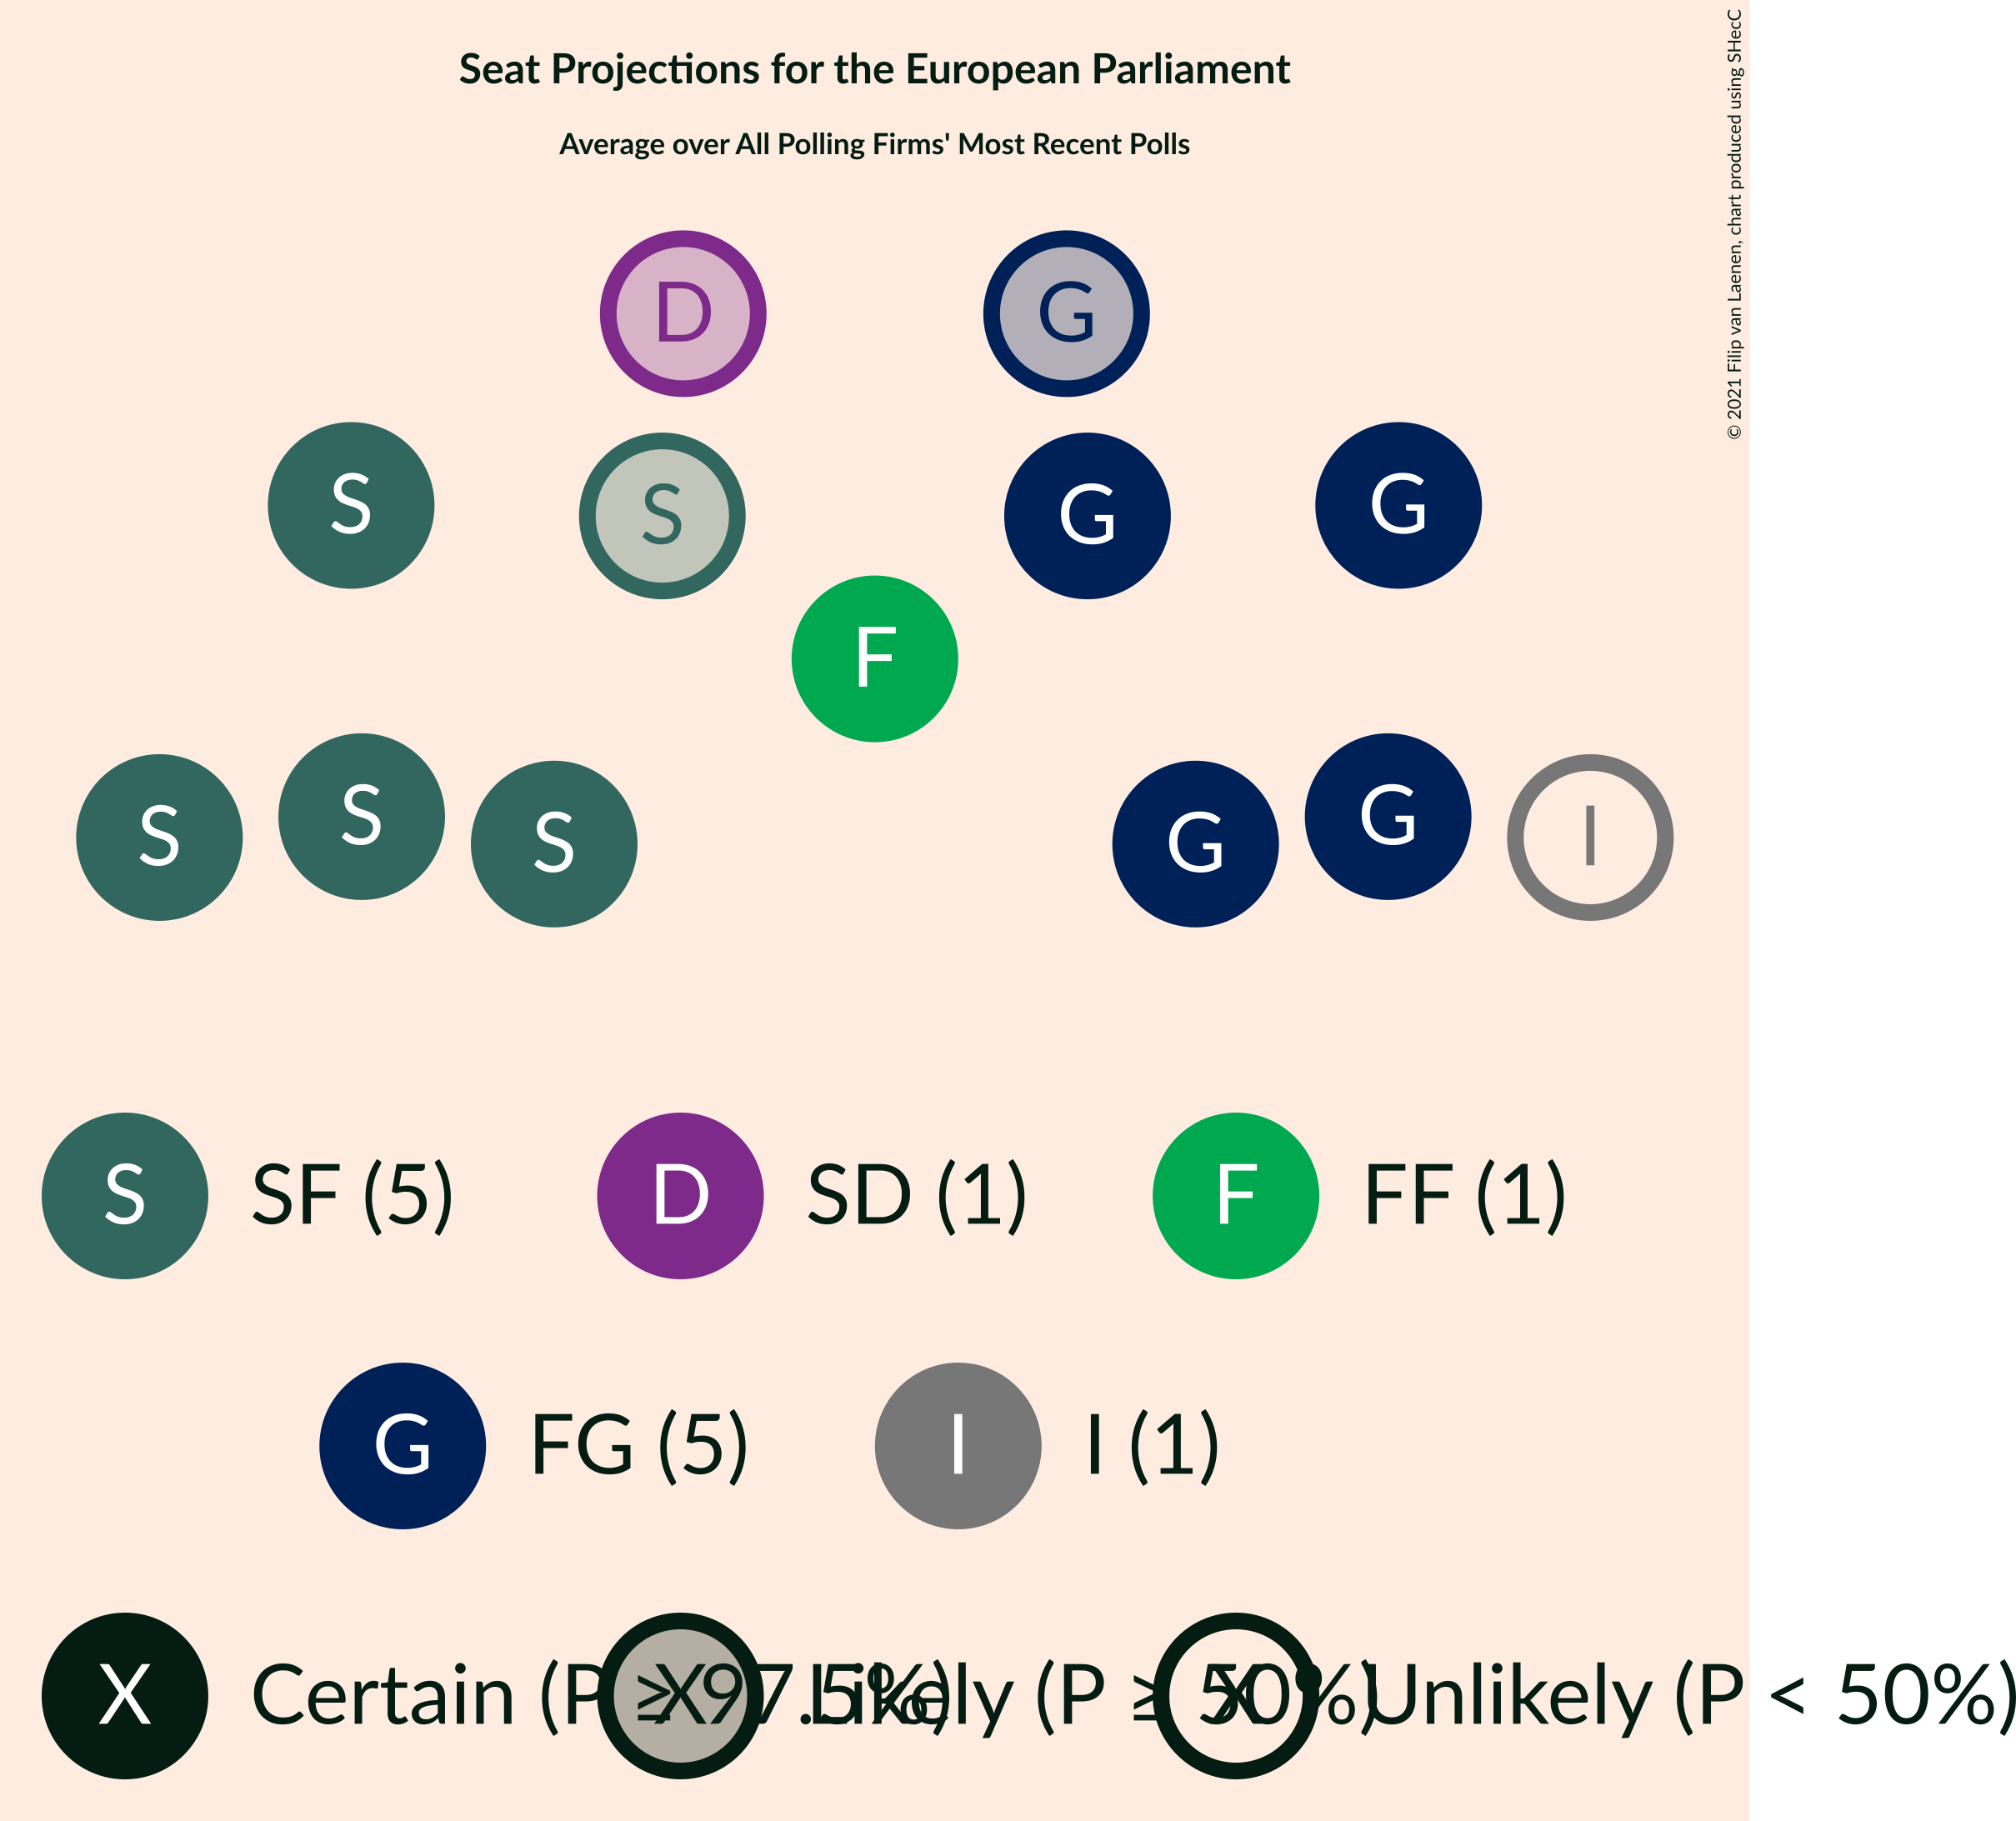 Seat Projections for the European Parliament
Average over All Polling Firms' Most Recent Polls
© 2021 Filip van Laenen, chart produced using SHecC
D G
S S G G
F
S S S G G I
S SF (5) D SD (1) F FF (1)
G FG (5) I I (1)
X Certain (P ≥ 97.5%) X Likely (P ≥ 50%) X Unlikely (P < 50%)